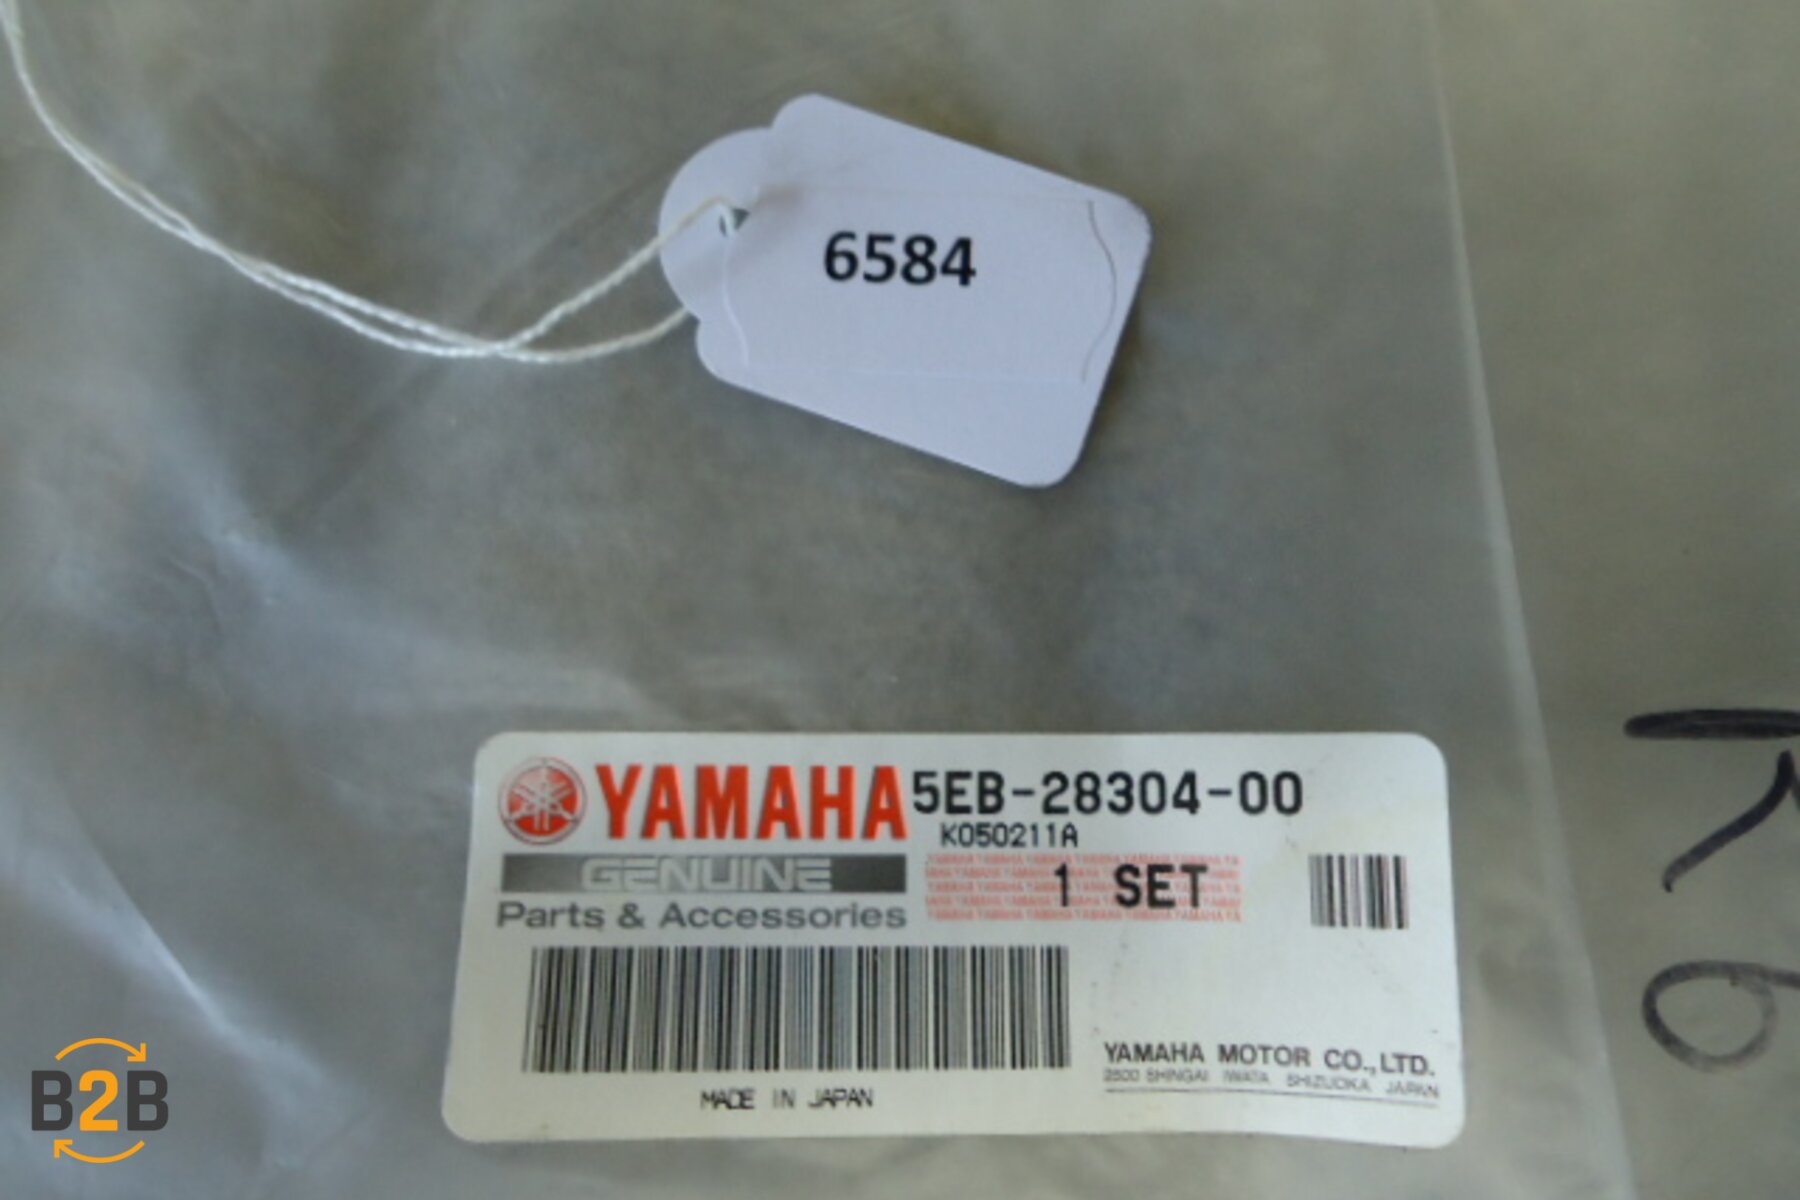 6584
YAMAHA 5EB-28304-00
K050211A
GENUINE
1 SET
Parts & Accessories
YAMAHA MOTOR CO.,LTD.
2500 SHINGAI IWATA SHIZUOKA JAPAN
MADE IN JAPAN
R6
B2B